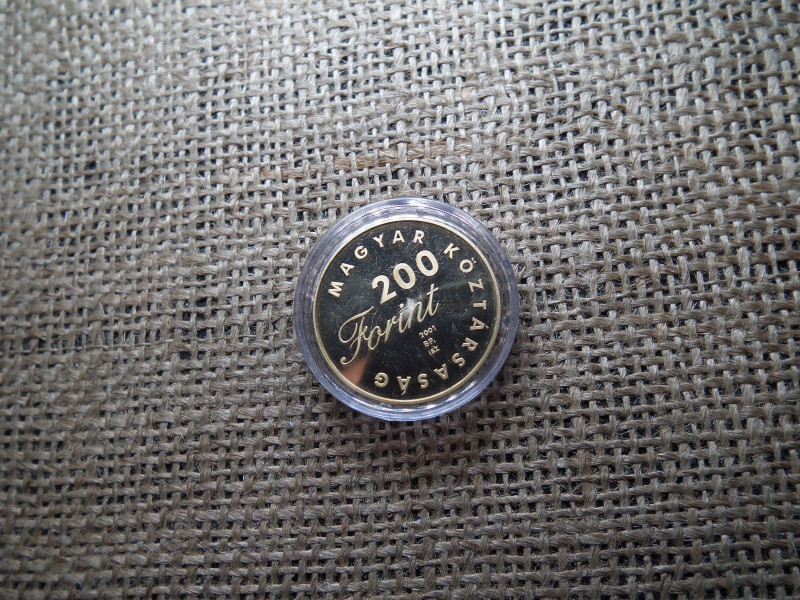 MAGYAR KÖZTÁRSASÁG
200
Forint
2001
BP.